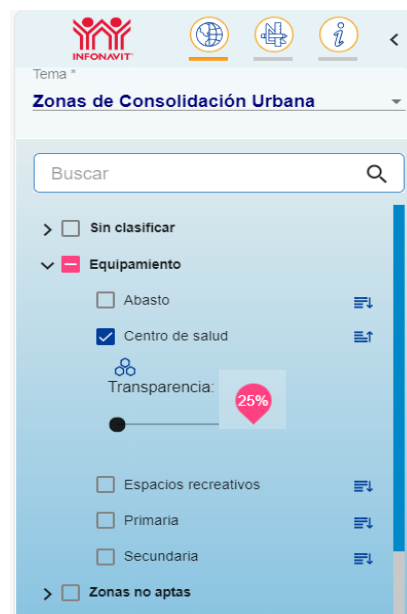 INFONAVIT
Tema *
Zonas de Consolidación Urbana
Buscar
Sin clasificar
Equipamiento
Abasto
Centro de salud
Transparencia:
25%
Espacios recreativos
Primaria
Secundaria
Zonas no aptas